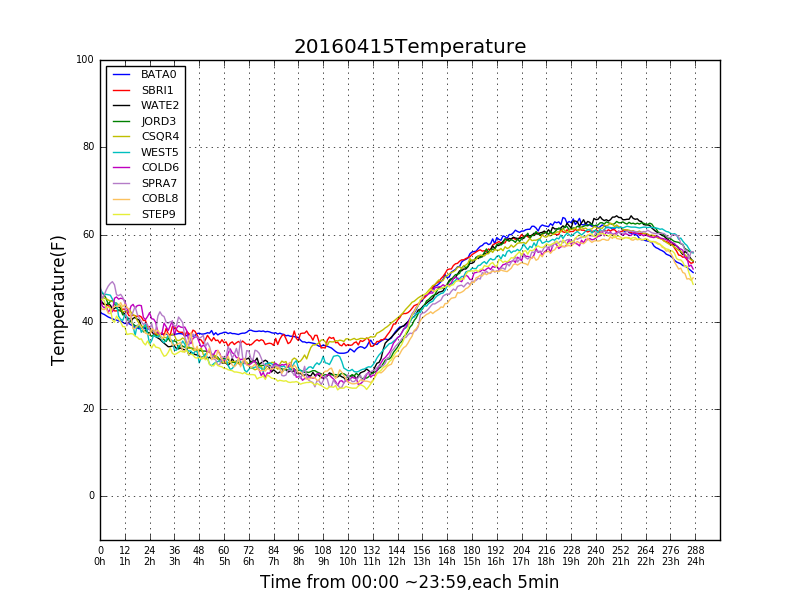 20160415Temperature
100
80
60
40
20
0
Temperature(F)
BATA0
SBRI1
WATE2
JORD3
CSQR4
WEST5
COLD6
SPRA7
COBL8
STEP9
0 12 24 36 48 60 72 84 96 108 120 132 144 156 168 180 192 204 216 228 240 252 264 276 288
0h 1h 2h 3h 4h 5h 6h 7h 8h 9h 10h 11h 12h 13h 14h 15h 16h 17h 18h 19h 20h 21h 22h 23h 24h
Time from 00:00 ~23:59,each 5min